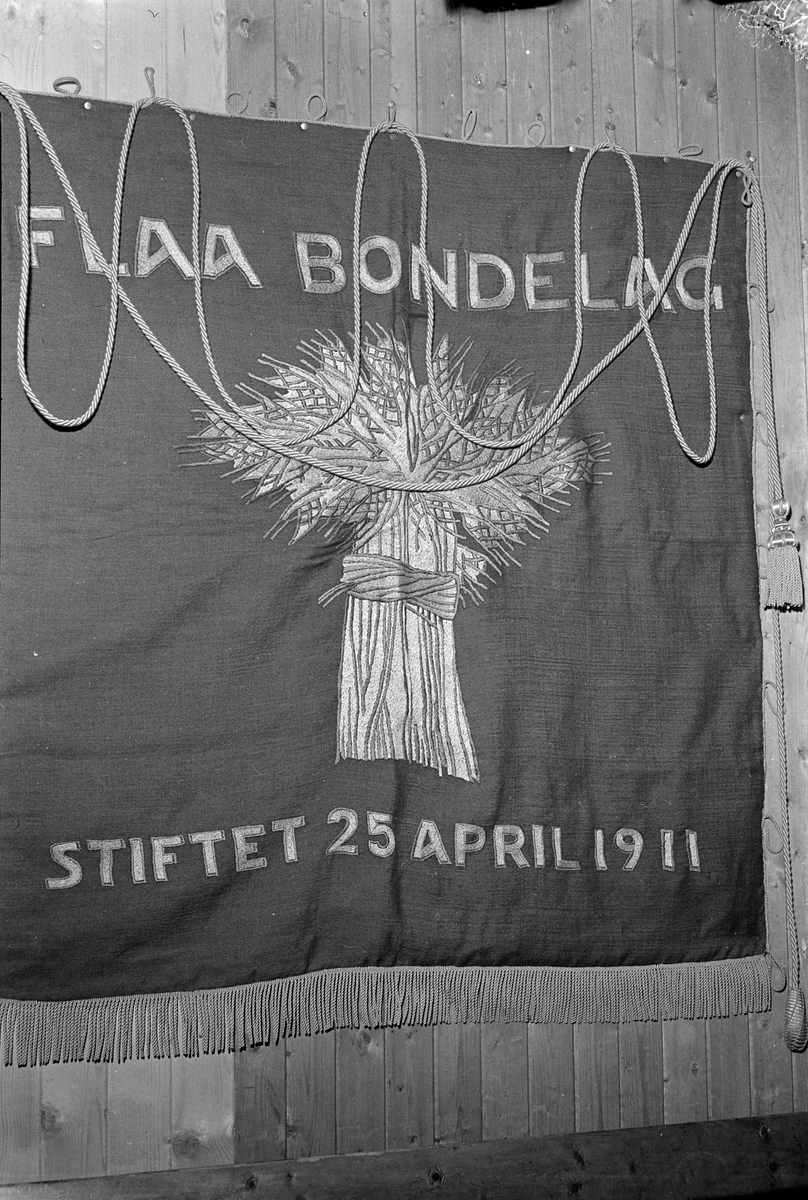 FLAA BONDELAG
STIFTET 25 APRIL 1911